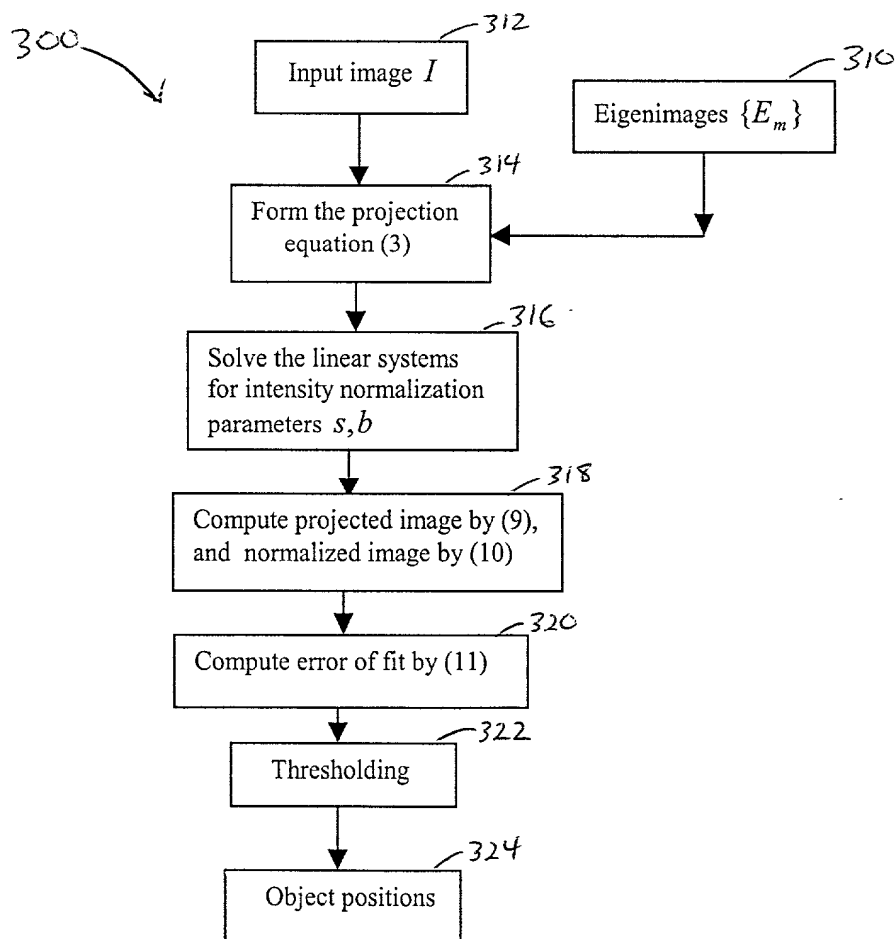 300
312
Input image I
310
Eigenimages {E_m}
314
Form the projection
equation (3)
316
Solve the linear systems
for intensity normalization
parameters s,b
318
Compute projected image by (9),
and normalized image by (10)
320
Compute error of fit by (11)
322
Thresholding
324
Object positions